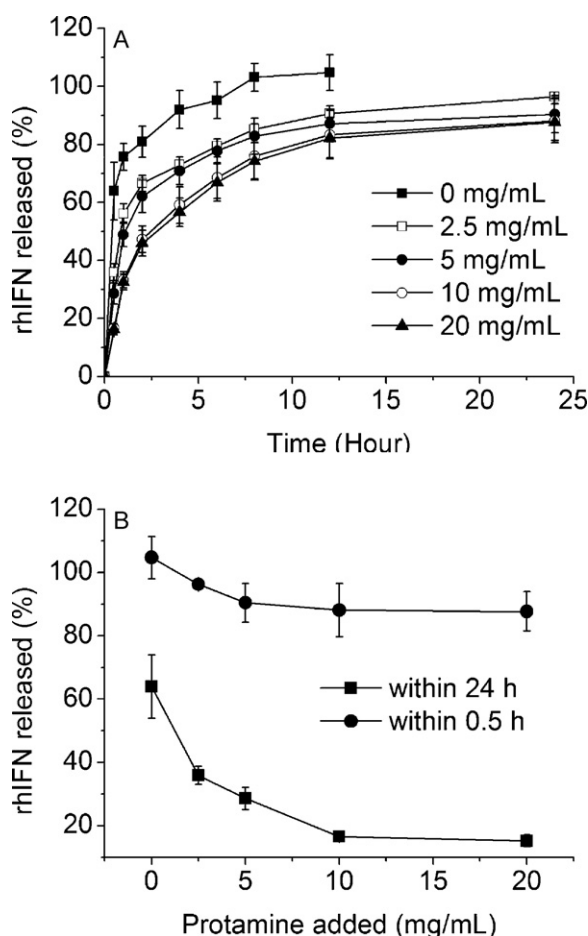 A
120
100
80
60
40
20
0
rhIFN released (%)
0 mg/mL
2.5 mg/mL
5 mg/mL
10 mg/mL
20 mg/mL
0 5 10 15 20 25
Time (Hour)
B
120
100
80
60
40
20
rhIFN released (%)
within 24 h
within 0.5 h
0 5 10 15 20
Protamine added (mg/mL)